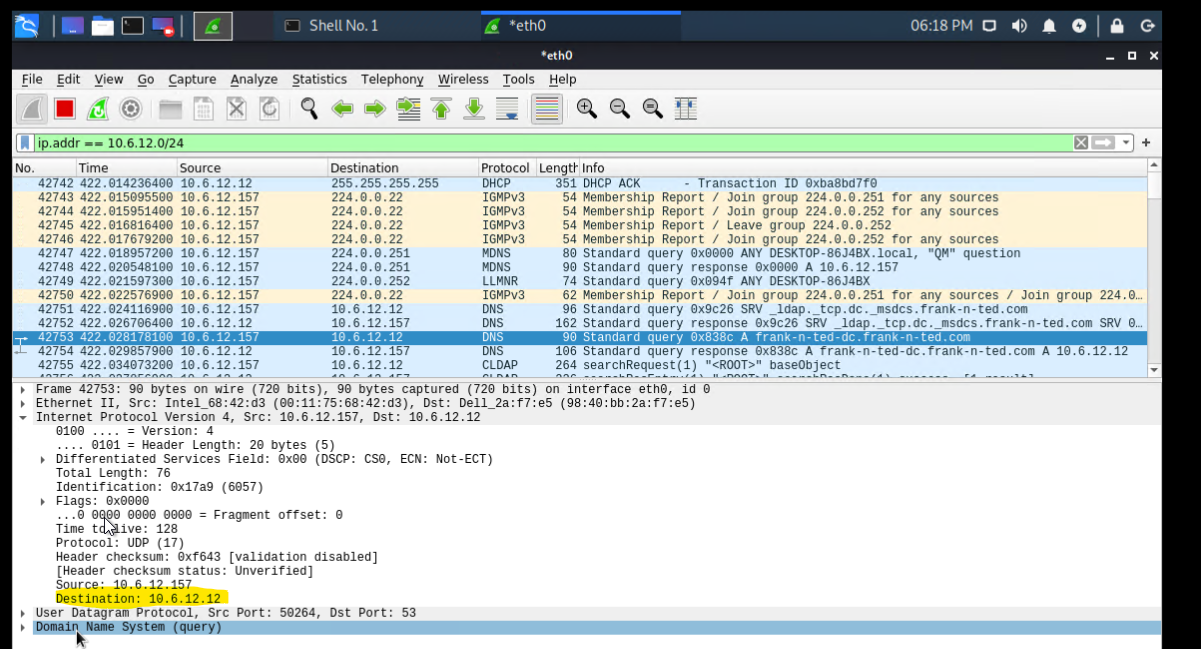 Shell No. 1
*eth0
06:18 PM
*eth0
File Edit View Go Capture Analyze Statistics Telephony Wireless Tools Help
ip.addr == 10.6.12.0/24
No. Time Source Destination Protocol Length Info
42742 422.014236400 10.6.12.12 255.255.255.255 DHCP 351 DHCP ACK - Transaction ID 0xba8bd7f0
42743 422.015095500 10.6.12.157 224.0.0.22 IGMPv3 54 Membership Report / Join group 224.0.0.251 for any sources
42744 422.015951400 10.6.12.157 224.0.0.22 IGMPv3 54 Membership Report / Join group 224.0.0.252 for any sources
42745 422.016816400 10.6.12.157 224.0.0.22 IGMPv3 54 Membership Report / Leave group 224.0.0.252
42746 422.017679200 10.6.12.157 224.0.0.22 IGMPv3 54 Membership Report / Join group 224.0.0.252 for any sources
42747 422.018957200 10.6.12.157 224.0.0.251 MDNS 80 Standard query 0x0000 ANY DESKTOP-86J4BX.local, "QM" question
42748 422.020548100 10.6.12.157 224.0.0.251 MDNS 90 Standard query response 0x0000 A 10.6.12.157
42749 422.021597300 10.6.12.157 224.0.0.252 LLMNR 74 Standard query 0x094f ANY DESKTOP-86J4BX
42750 422.022576900 10.6.12.157 224.0.0.22 IGMPv3 62 Membership Report / Join group 224.0.0.251 for any sources / Join group 224.0…
42751 422.024116900 10.6.12.157 10.6.12.12 DNS 96 Standard query 0x9c26 SRV _ldap._tcp.dc._msdcs.frank-n-ted.com
42752 422.026706400 10.6.12.12 10.6.12.157 DNS 162 Standard query response 0x9c26 SRV _ldap._tcp.dc._msdcs.frank-n-ted.com SRV 0…
42753 422.028178100 10.6.12.157 10.6.12.12 DNS 90 Standard query 0x838c A frank-n-ted-dc.frank-n-ted.com
42754 422.029857900 10.6.12.12 10.6.12.157 DNS 106 Standard query response 0x838c A frank-n-ted-dc.frank-n-ted.com A 10.6.12.12
42755 422.034073200 10.6.12.157 10.6.12.12 CLDAP 264 searchRequest(1) "<ROOT>" baseObject
Frame 42753: 90 bytes on wire (720 bits), 90 bytes captured (720 bits) on interface eth0, id 0
Ethernet II, Src: Intel_68:42:d3 (00:11:75:68:42:d3), Dst: Dell_2a:f7:e5 (98:40:bb:2a:f7:e5)
Internet Protocol Version 4, Src: 10.6.12.157, Dst: 10.6.12.12
0100 .... = Version: 4
.... 0101 = Header Length: 20 bytes (5)
Differentiated Services Field: 0x00 (DSCP: CS0, ECN: Not-ECT)
Total Length: 76
Identification: 0x17a9 (6057)
Flags: 0x0000
...0 0000 0000 0000 = Fragment offset: 0
Time to live: 128
Protocol: UDP (17)
Header checksum: 0xf643 [validation disabled]
[Header checksum status: Unverified]
Source: 10.6.12.157
Destination: 10.6.12.12
User Datagram Protocol, Src Port: 50264, Dst Port: 53
Domain Name System (query)